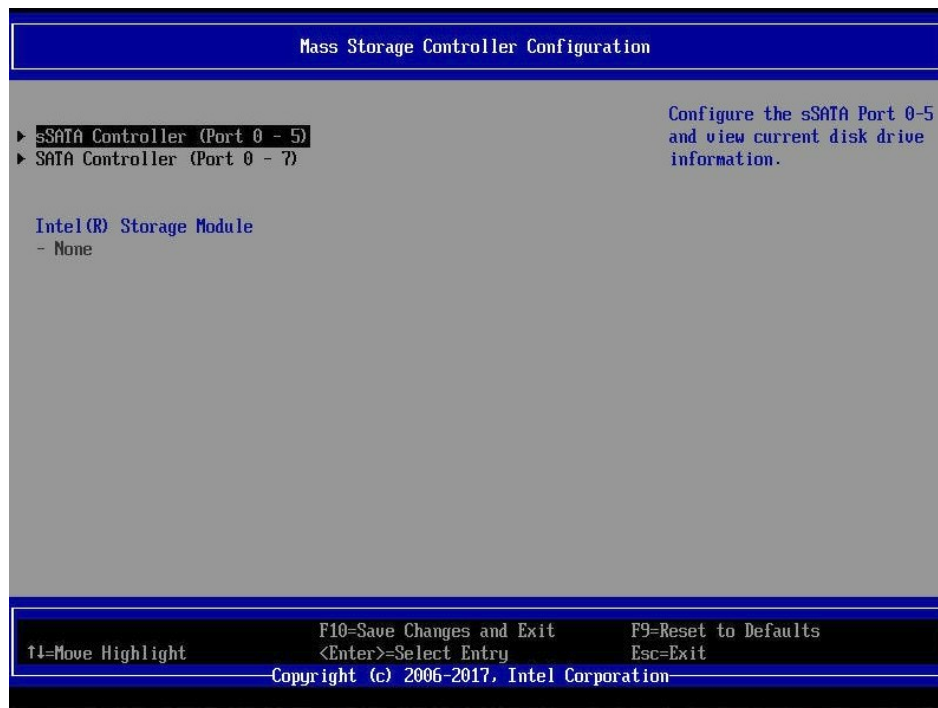 Mass Storage Controller Configuration
sSATA Controller (Port 0 - 5)
SATA Controller (Port 0 - 7)
Intel(R) Storage Module
- None
Configure the sSATA Port 0-5
and view current disk drive
information.
F10=Save Changes and Exit F9=Reset to Defaults
↑↓=Move Highlight <Enter>=Select Entry Esc=Exit
Copyright (c) 2006-2017, Intel Corporation